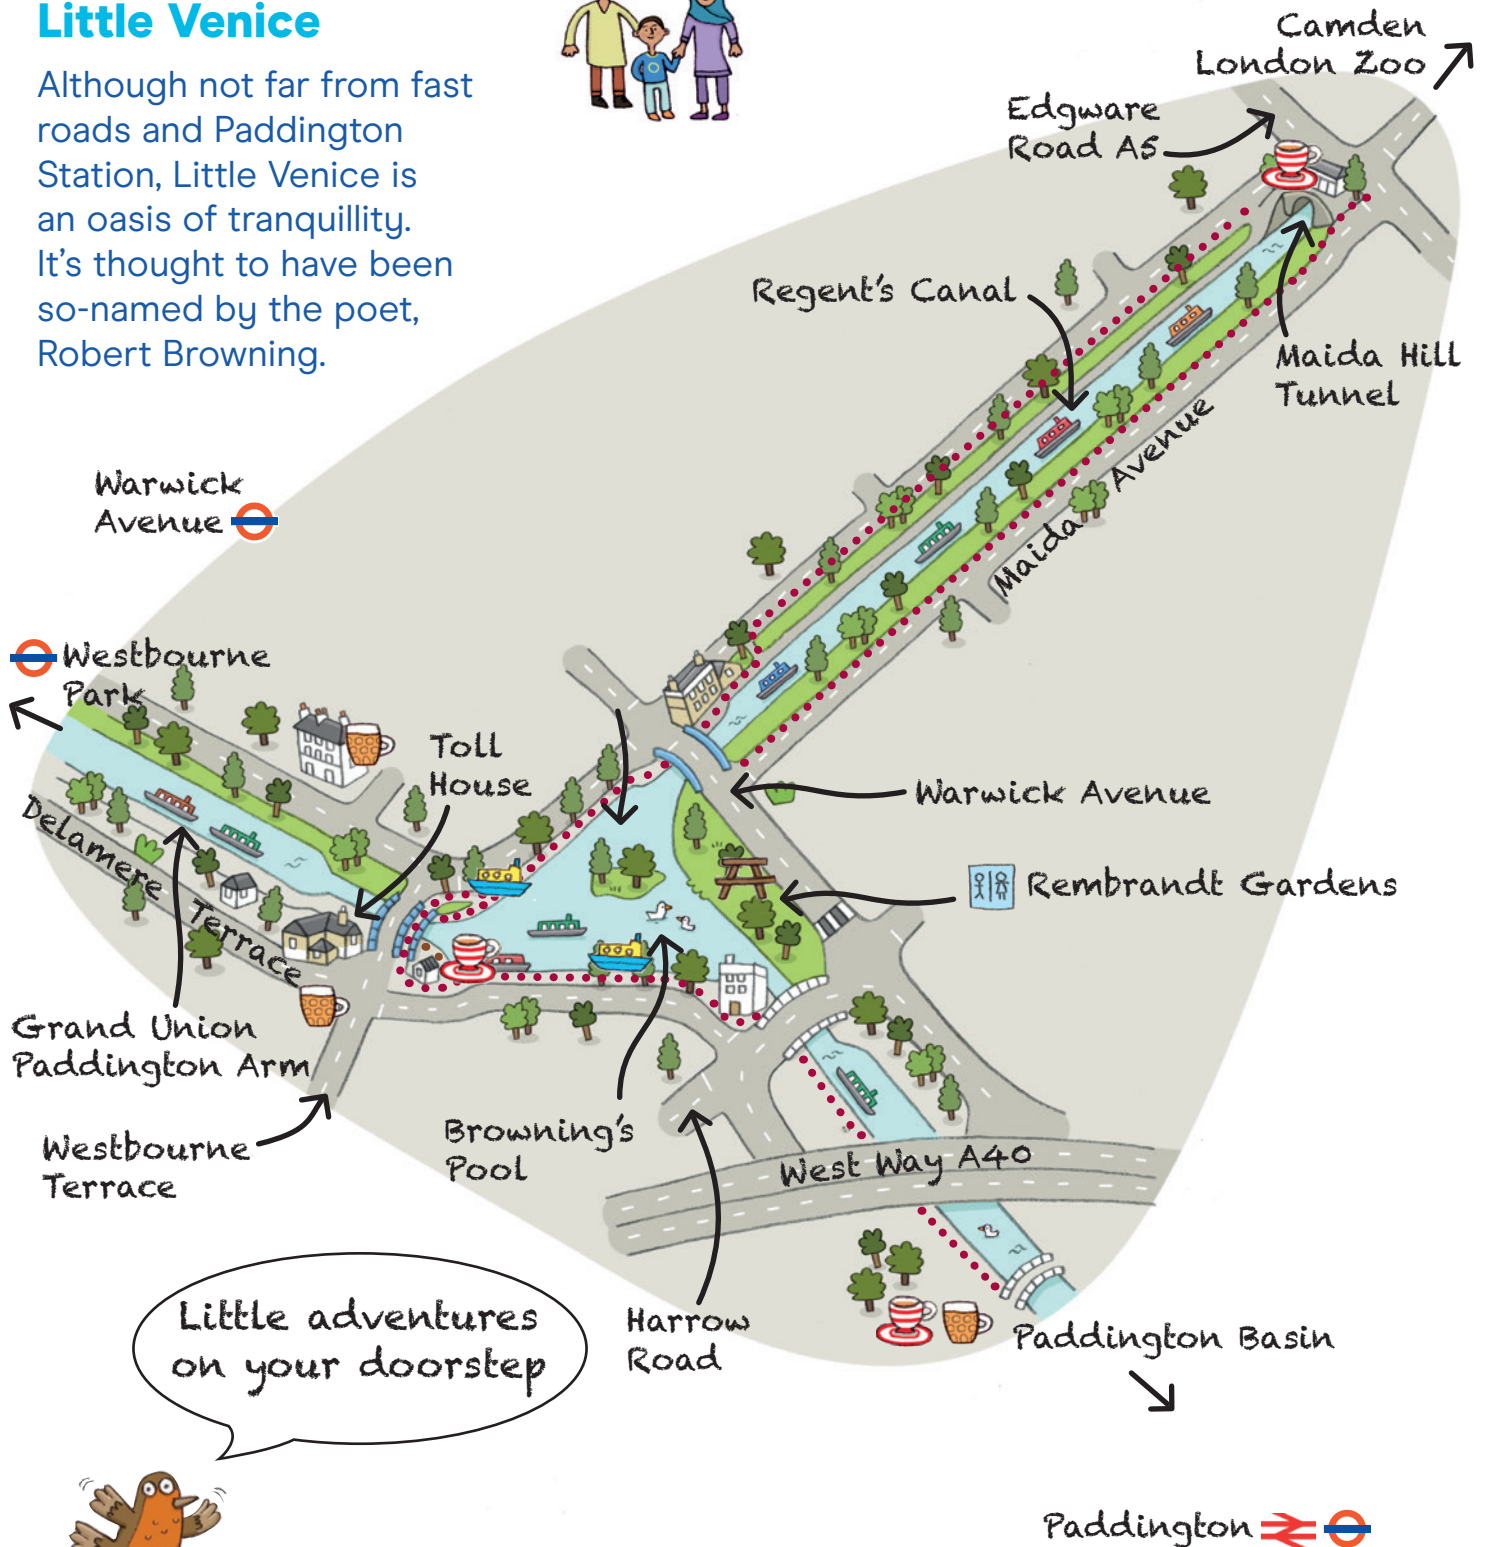 Little Venice
Although not far from fast
roads and Paddington
Station, Little Venice is
an oasis of tranquillity.
It's thought to have been
so-named by the poet,
Robert Browning.
Camden
London Zoo
Edgware
Road A5
Regent's Canal
Maida Hill
Tunnel
Maida Avenue
Warwick
Avenue
Westbourne
Park
Toll
House
Warwick Avenue
Delamere Terrace
Rembrandt Gardens
Grand Union
Paddington Arm
Westbourne
Terrace
Browning's
Pool
West Way A40
Harrow
Road
Paddington Basin
Little adventures
on your doorstep
Paddington